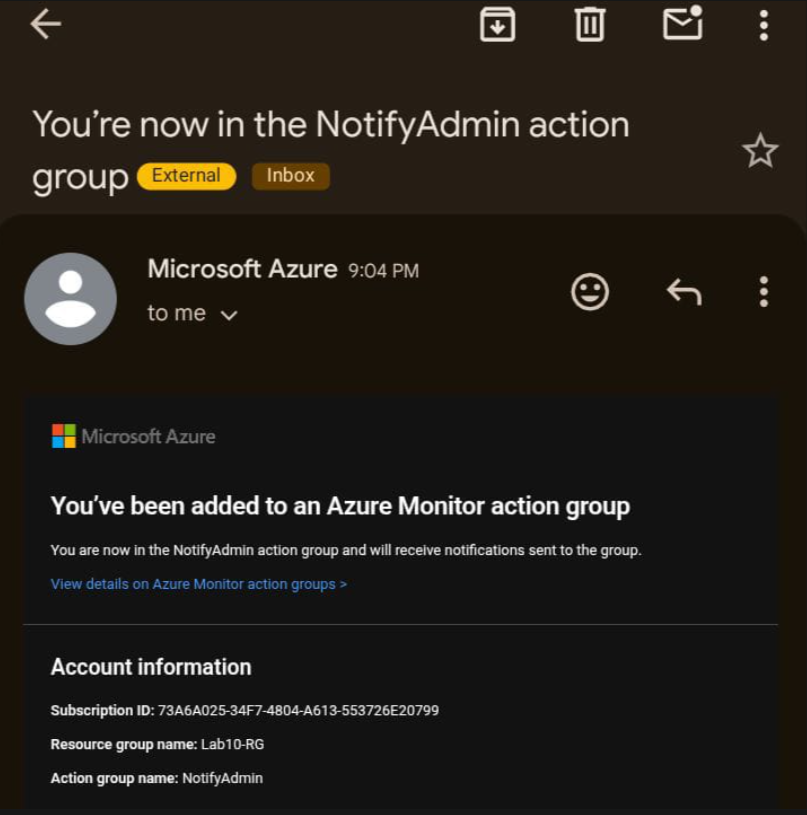 You're now in the NotifyAdmin action
group External Inbox
Microsoft Azure 9:04 PM
to me
Microsoft Azure
You've been added to an Azure Monitor action group
You are now in the NotifyAdmin action group and will receive notifications sent to the group.
View details on Azure Monitor action groups >
Account information
Subscription ID: 73A6A025-34F7-4804-A613-553726E20799
Resource group name: Lab10-RG
Action group name: NotifyAdmin